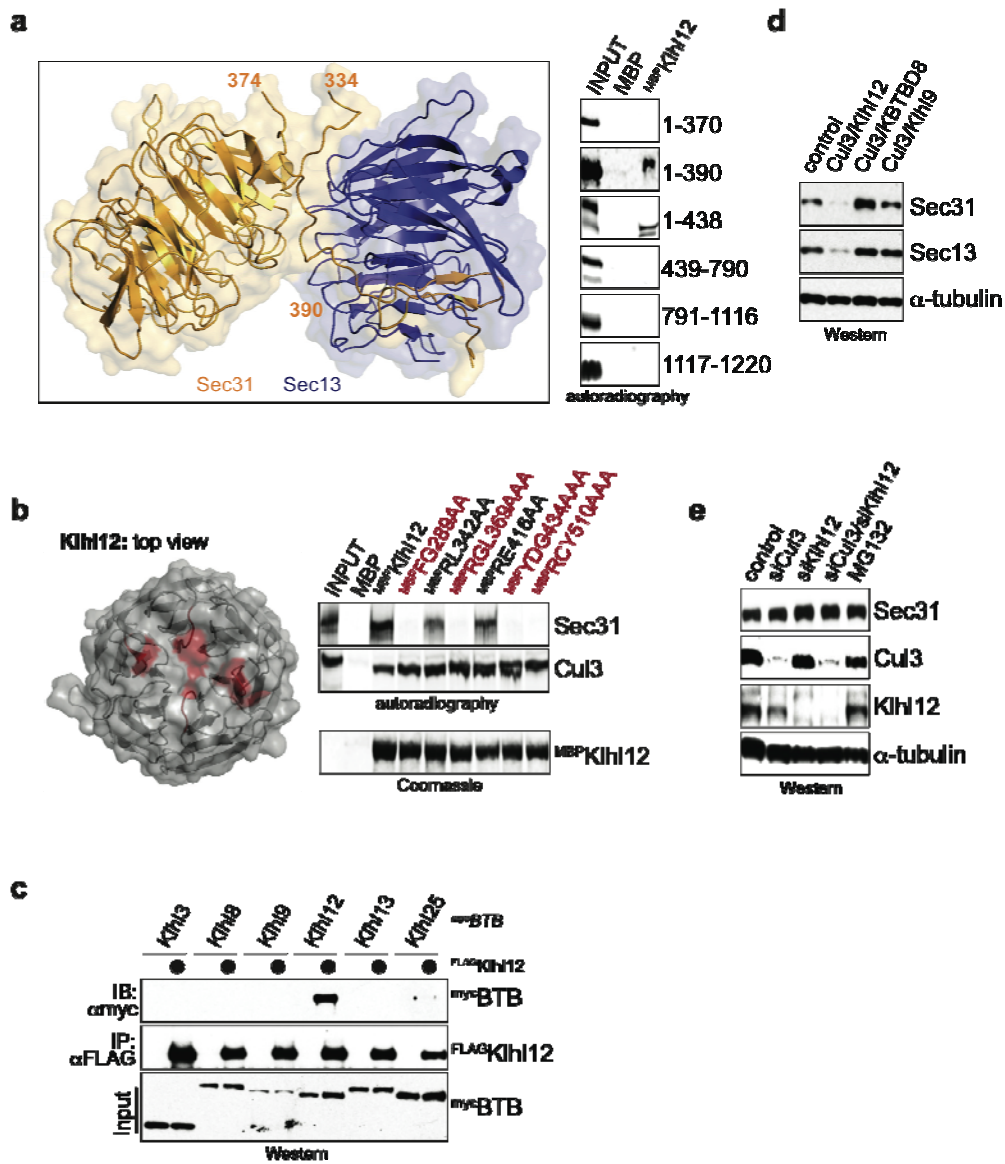 a
374 334
390
Sec31 Sec13
INPUT
MBP
MBPKlhl12
1-370
1-390
1-438
439-790
791-1116
1117-1220
autoradiography
d
control
Cul3/Klhl12
Cul3/KBTBD8
Cul3/Klhl9
Sec31
Sec13
α-tubulin
Western
b
Klhl12: top view
INPUT
MBP
MBPKlhl12
MBPFG289AA
MBPRL342AA
MBPRGL369AAA
MBPRE416AA
MBPYDG434AAA
MBPRCY510AAA
Sec31
Cul3
autoradiography
MBPKlhl12
Coomassie
e
control
siCul3
siKlhl12
siCul3/siKlhl12
MG132
Sec31
Cul3
Klhl12
α-tubulin
Western
c
Klhl3
Klhl8
Klhl9
Klhl12
Klhl13
Klhl25
mycBTB
FLAGKlhl12
IB:
αmyc
mycBTB
IP:
αFLAG
FLAGKlhl12
Input
mycBTB
Western